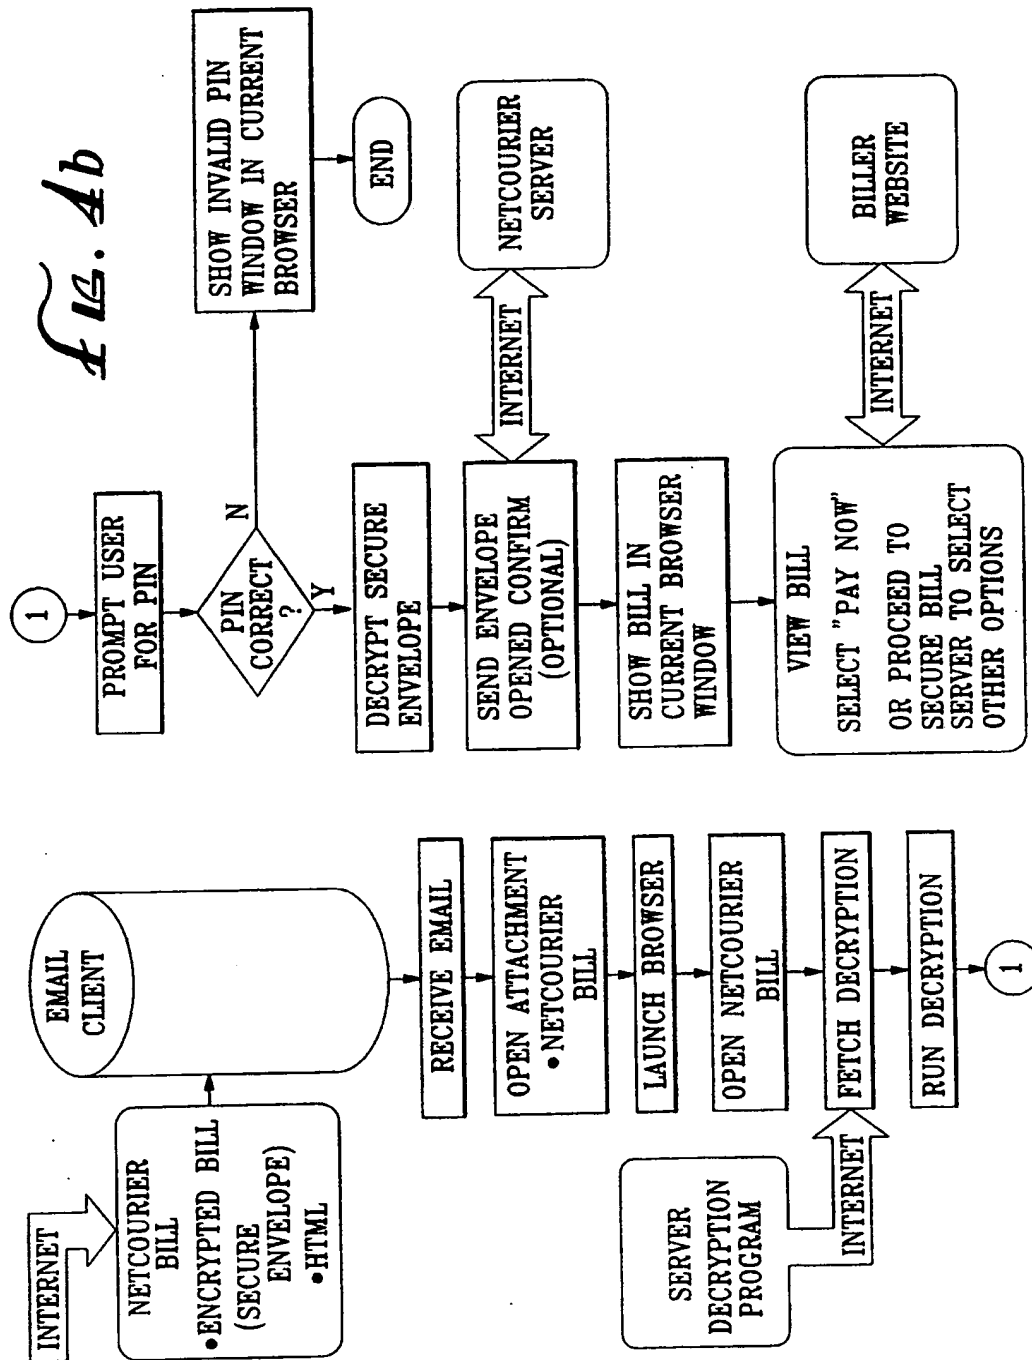 FIG. 4b
INTERNET
NETCOURIER
BILL
•ENCRYPTED BILL
(SECURE
ENVELOPE)
•HTML
EMAIL
CLIENT
RECEIVE EMAIL
OPEN ATTACHMENT
•NETCOURIER
BILL
LAUNCH BROWSER
OPEN NETCOURIER
BILL
SERVER
DECRYPTION
PROGRAM
INTERNET
FETCH DECRYPTION
RUN DECRYPTION
1
1
PROMPT USER
FOR PIN
PIN
CORRECT
?
N
Y
SHOW INVALID PIN
WINDOW IN CURRENT
BROWSER
END
DECRYPT SECURE
ENVELOPE
SEND ENVELOPE
OPENED CONFIRM
(OPTIONAL)
INTERNET
NETCOURIER
SERVER
SHOW BILL IN
CURRENT BROWSER
WINDOW
VIEW BILL
SELECT "PAY NOW"
OR PROCEED TO
SECURE BILL
SERVER TO SELECT
OTHER OPTIONS
INTERNET
BILLER
WEBSITE